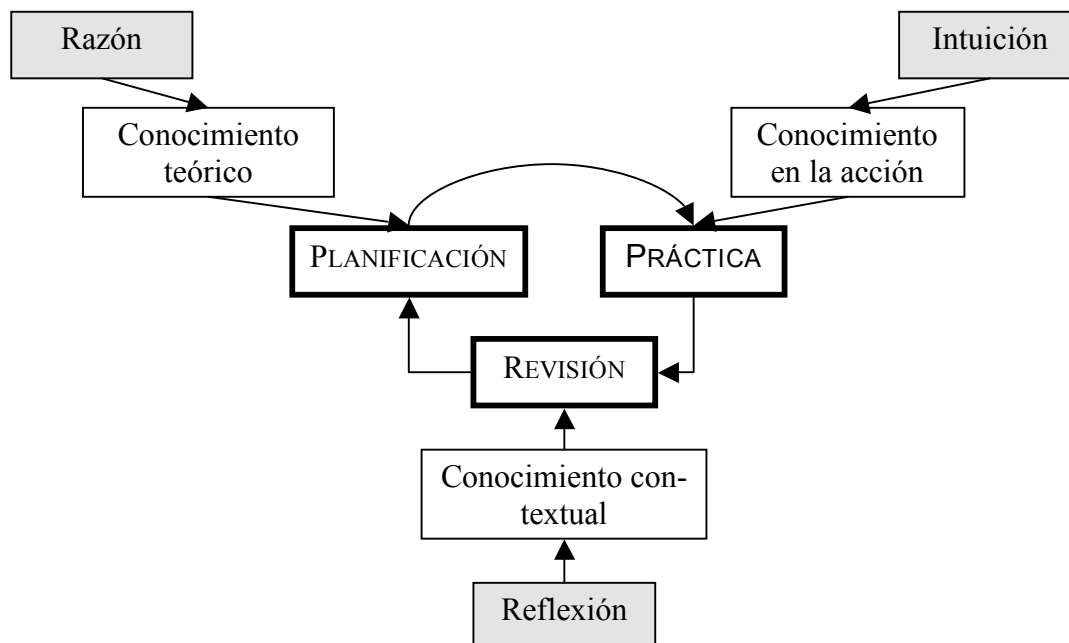 Razón
Intuición
Conocimiento
teórico
Conocimiento
en la acción
PLANIFICACIÓN
PRÁCTICA
REVISIÓN
Conocimiento con-
textual
Reflexión